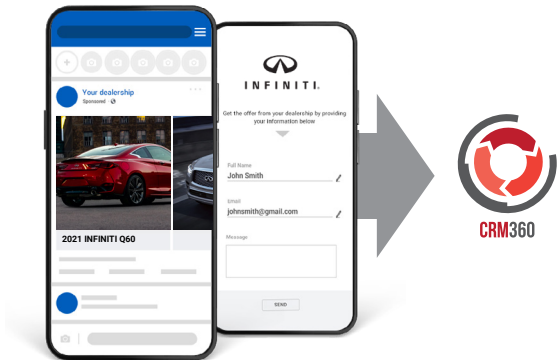 Your dealership
Sponsored
2021 INFINITI Q60
INFINITI.
Get the offer from your dealership by providing
your information below
Full Name
John Smith
Email
johnsmith@gmail.com
Message
SEND
CRM360